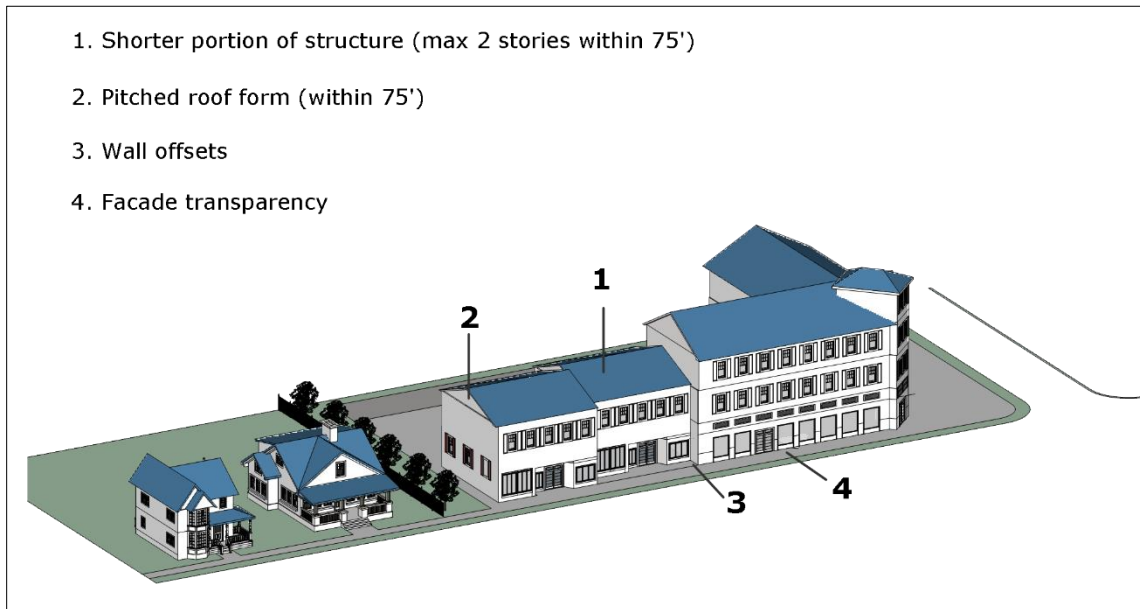 1. Shorter portion of structure (max 2 stories within 75')
2. Pitched roof form (within 75')
3. Wall offsets
4. Facade transparency
1
2
3
4